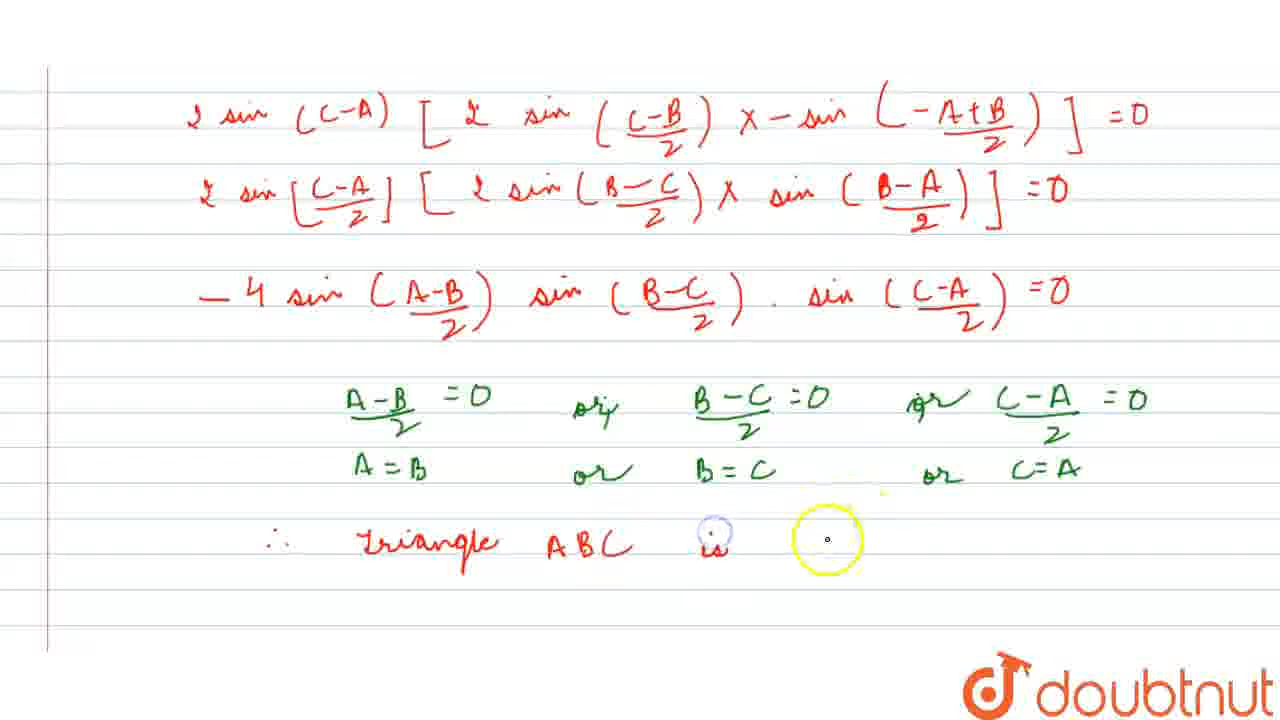 2 sin (C-A) [ 2 sin (C-B/2) x - sin (-A+B/2) ] = 0
2 sin [C-A/2] [ 2 sin (B-C/2) x sin (B-A/2) ] = 0
- 4 sin (A-B/2) sin (B-C/2) . sin (C-A/2) = 0
A-B/2 = 0 or, B-C/2 = 0 or C-A/2 = 0
A = B or B = C or C = A
∴ triangle ABC is
doubtnut